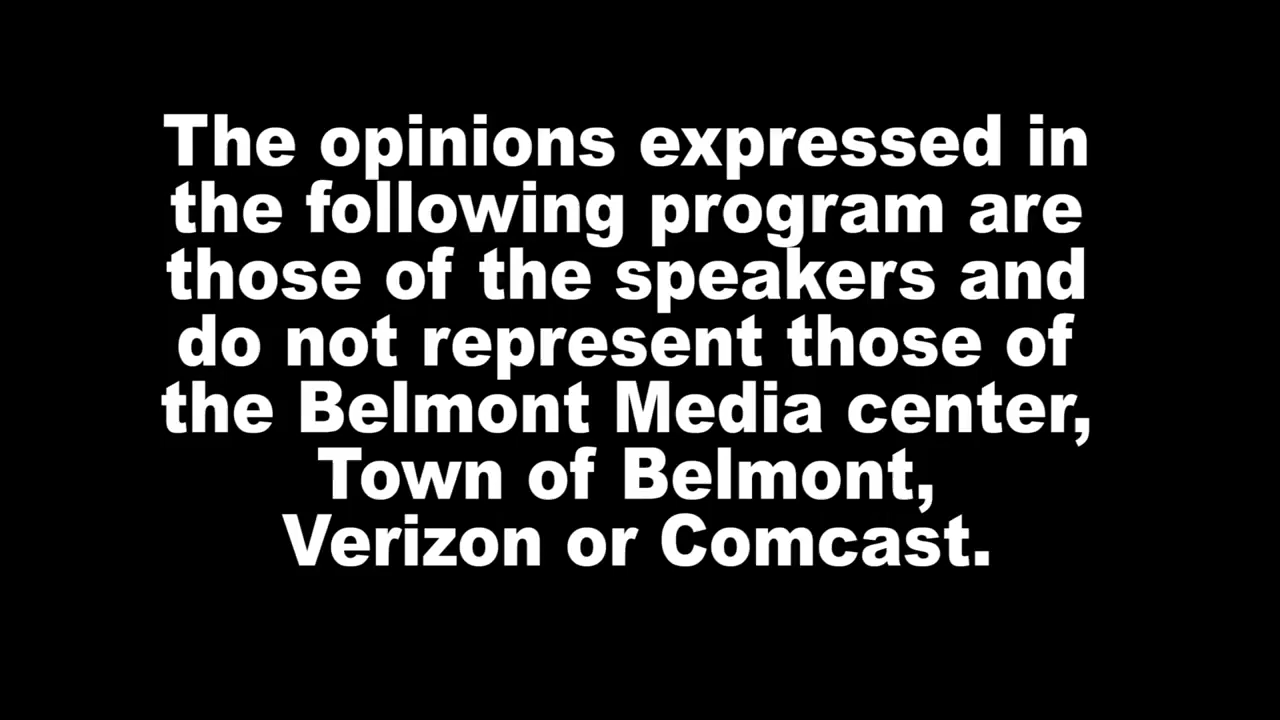 The opinions expressed in
the following program are
those of the speakers and
do not represent those of
the Belmont Media center,
Town of Belmont,
Verizon or Comcast.